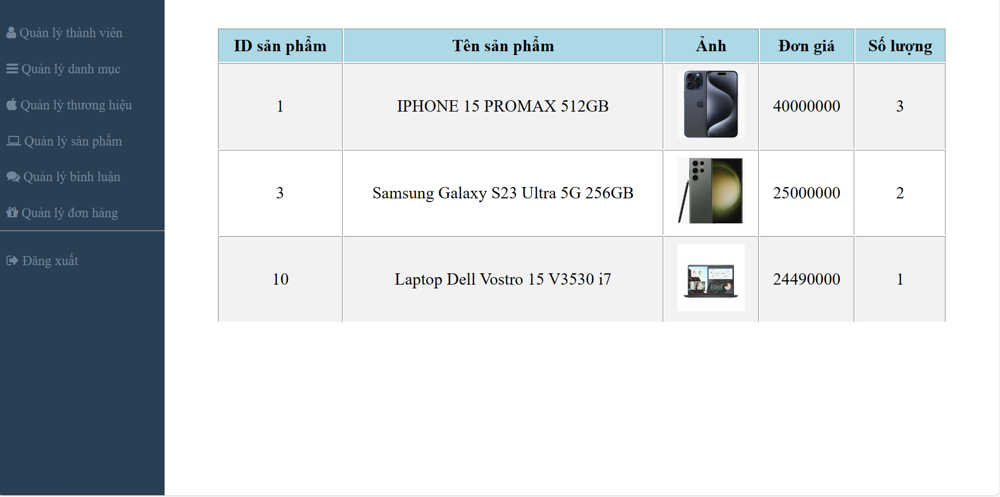 Quản lý thành viên
Quản lý danh mục
Quản lý thương hiệu
Quản lý sản phẩm
Quản lý bình luận
Quản lý đơn hàng
Đăng xuất
ID sản phẩm Tên sản phẩm Ảnh Đơn giá Số lượng
1 IPHONE 15 PROMAX 512GB 40000000 3
3 Samsung Galaxy S23 Ultra 5G 256GB 25000000 2
10 Laptop Dell Vostro 15 V3530 i7 24490000 1